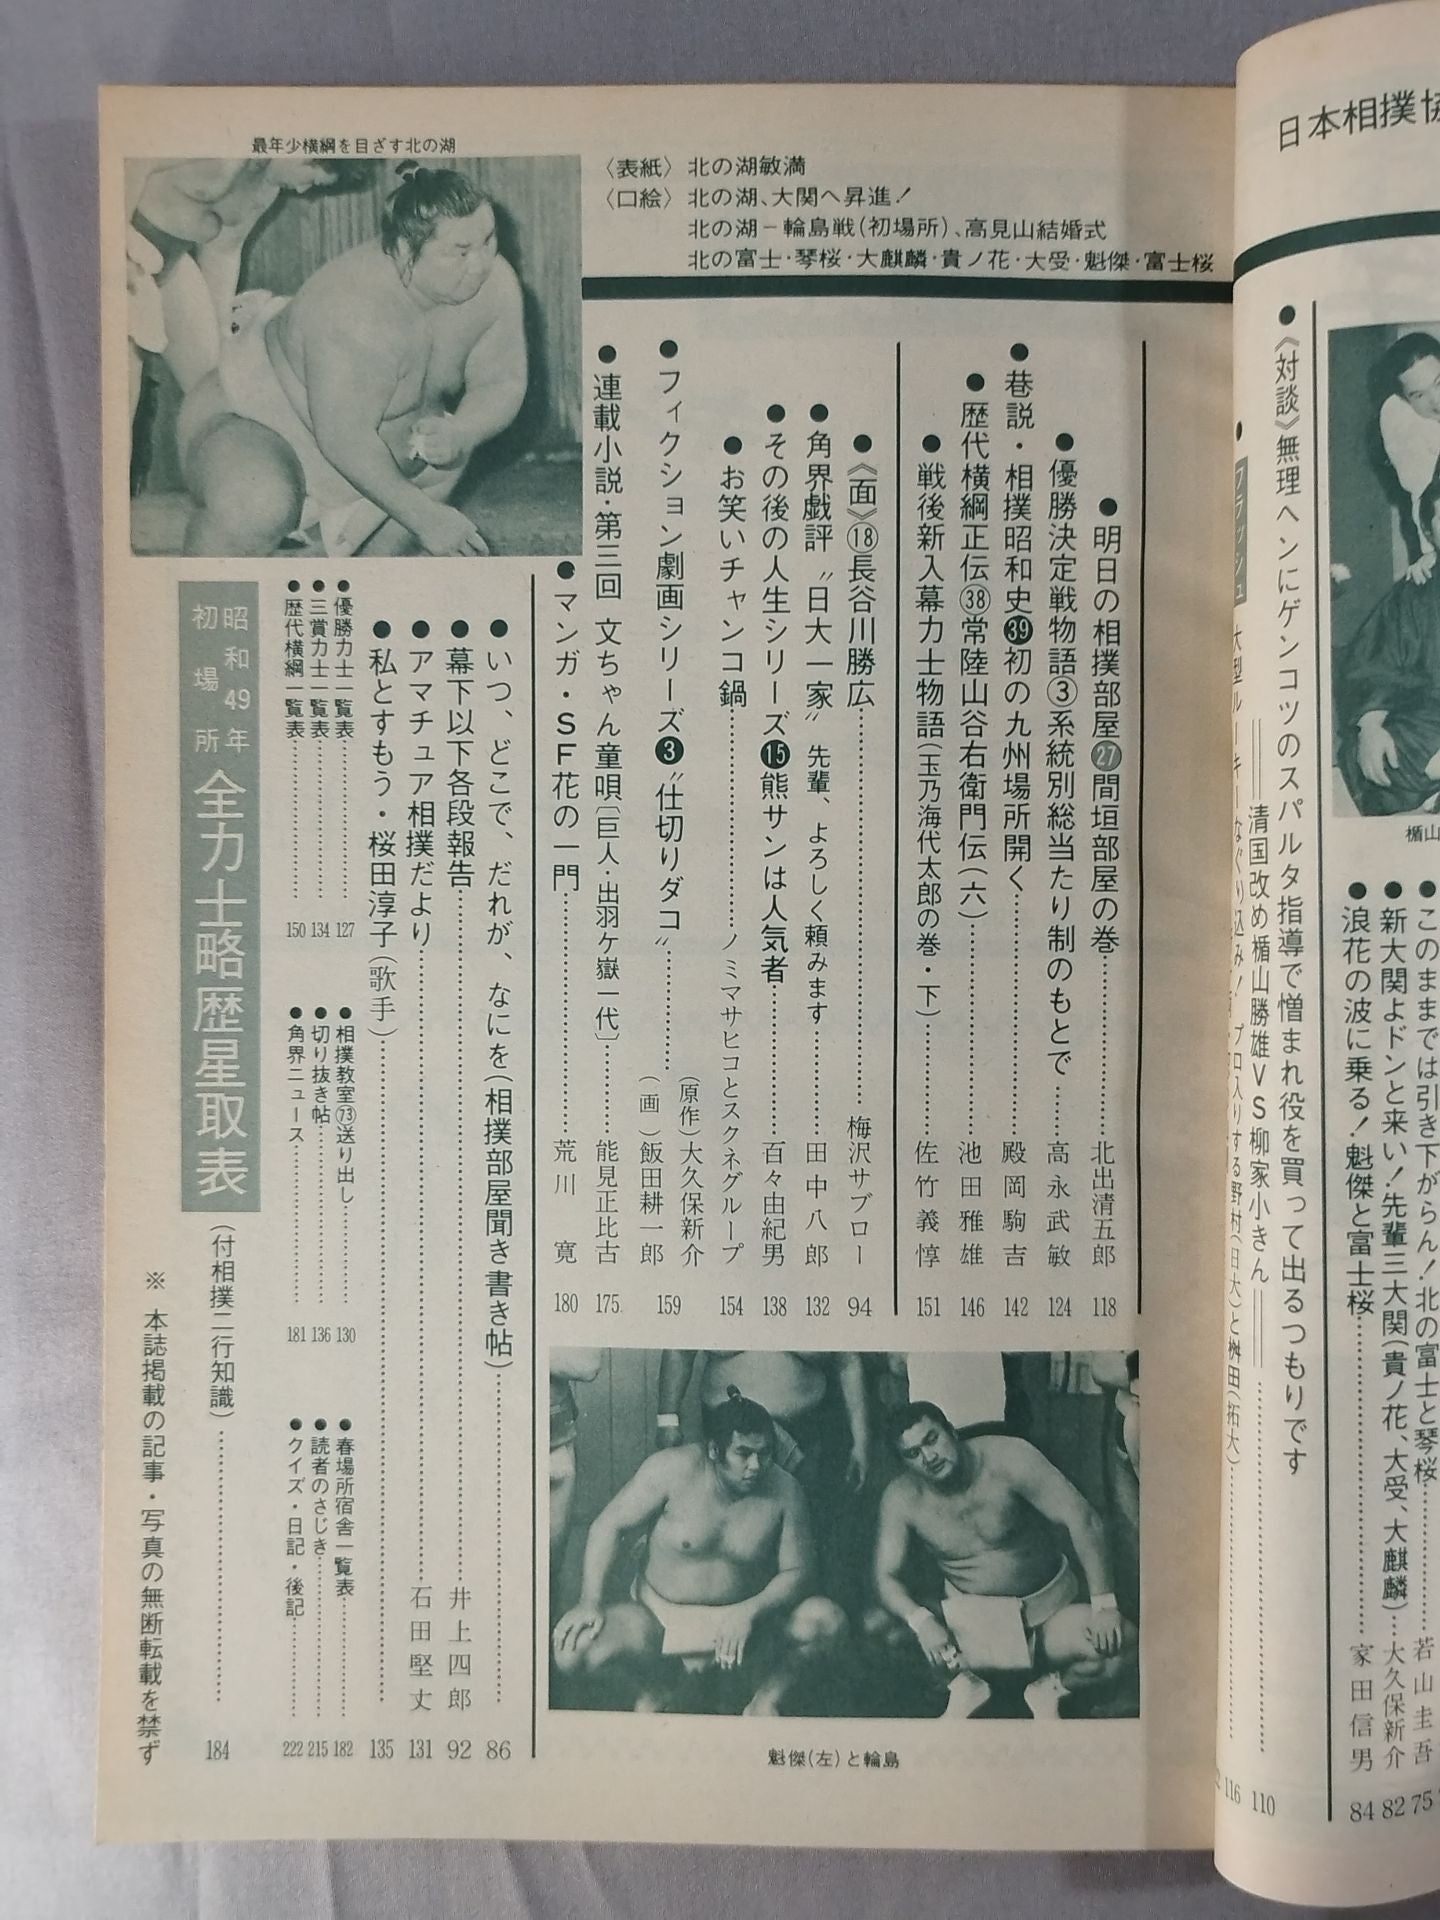 日本相撲協
最年少横綱を目ざす北の湖
〈表紙〉北の湖敏満
〈口絵〉北の湖、大関へ昇進！
北の湖－輪島戦(初場所)、高見山結婚式
北の富士・琴桜・大麒麟・貴ノ花・大受・魁傑・富士桜
●このままでは引き下がらん！北の富士と琴桜……若山圭吾 75
●新大関よドンと来い！先輩三大関(貴ノ花、大受、大麒麟)……大久保新介 82
●浪花の波に乗る！魁傑と富士桜……家田信男 84
楯山
●《対談》無理ヘンにゲンコツのスパルタ指導で憎まれ役を買って出るつもりです
══清国改め楯山勝雄VS柳家小きん══……110
●フラッシュ 大型ルーキーなぐり込み！プロ入りする野村(日大)と桝田(拓大)……116
●明日の相撲部屋㉗間垣部屋の巻……北出清五郎 118
●優勝決定戦物語③系統別総当たり制のもとで……高永武敏 124
●巷説・相撲昭和史㊴初の九州場所開く……殿岡駒吉 142
●歴代横綱正伝㊳常陸山谷右衛門伝(六)……池田雅雄 146
●戦後新入幕力士物語(玉乃海代太郎の巻・下)……佐竹義惇 151
●《面》⑱長谷川勝広……梅沢サブロー 94
●角界戯評〝日大一家〟先輩、よろしく頼みます……田中八郎 132
●その後の人生シリーズ⑮熊サンは人気者……百々由紀男 138
●お笑いチャンコ鍋……ノミマサヒコとスクネグループ 154
●フィクション劇画シリーズ❸〝仕切りダコ〟……(原作)大久保新介
(画)飯田耕一郎 159
●連載小説・第三回 文ちゃん童唄〔巨人・出羽ケ嶽一代〕……能見正比古 175
●マンガ・SF花の一門……荒川 寛 180
●いつ、どこで、だれが、なにを(相撲部屋聞き書き帖)……86
●幕下以下各段報告……井上四郎 92
●アマチュア相撲だより……石田堅丈 131
●私とすもう・桜田淳子(歌手)……135
●優勝力士一覧表……127
●三賞力士一覧表……134
●歴代横綱一覧表……150
●相撲教室㉓送り出し……130
●切り抜き帖……136
●角界ニュース……181
●春場所宿舎一覧表……182
●読者のさじき……215
●クイズ・日記・後記……222
昭和49年
初場所
全力士略歴星取表
(付相撲二行知識)……184
※ 本誌掲載の記事・写真の無断転載を禁ず
魁傑(左)と輪島